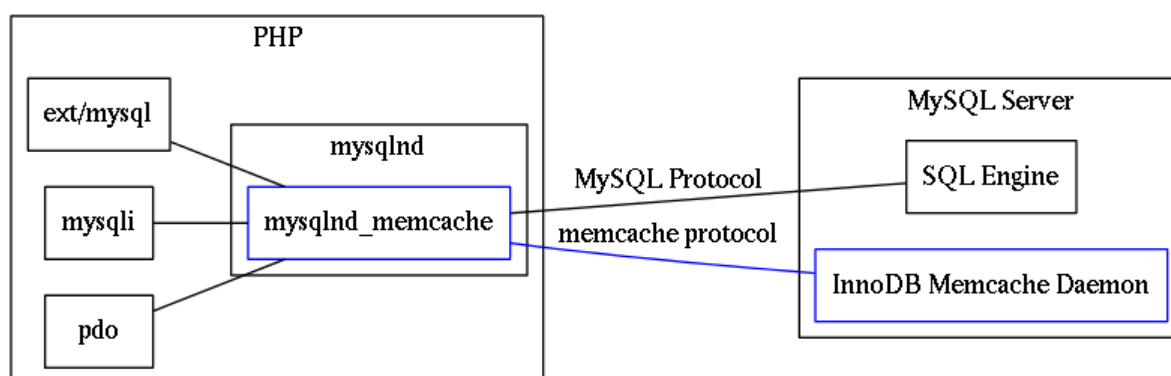 PHP
ext/mysql
mysqli
pdo
mysqlnd
mysqlnd_memcache
MySQL Protocol
memcache protocol
MySQL Server
SQL Engine
InnoDB Memcache Daemon